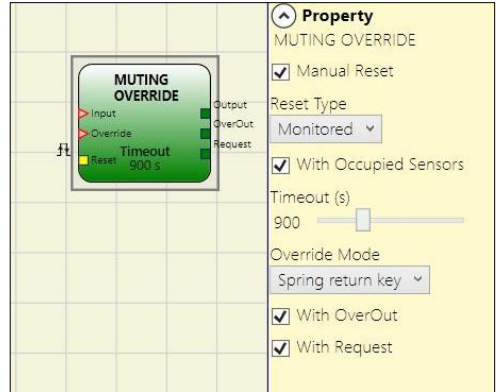 MUTING
OVERRIDE
Input
Override
Reset
Timeout
900 s
Output
OverOut
Request
Property
MUTING OVERRIDE
Manual Reset
Reset Type
Monitored
With Occupied Sensors
Timeout (s)
900
Override Mode
Spring return key
With OverOut
With Request